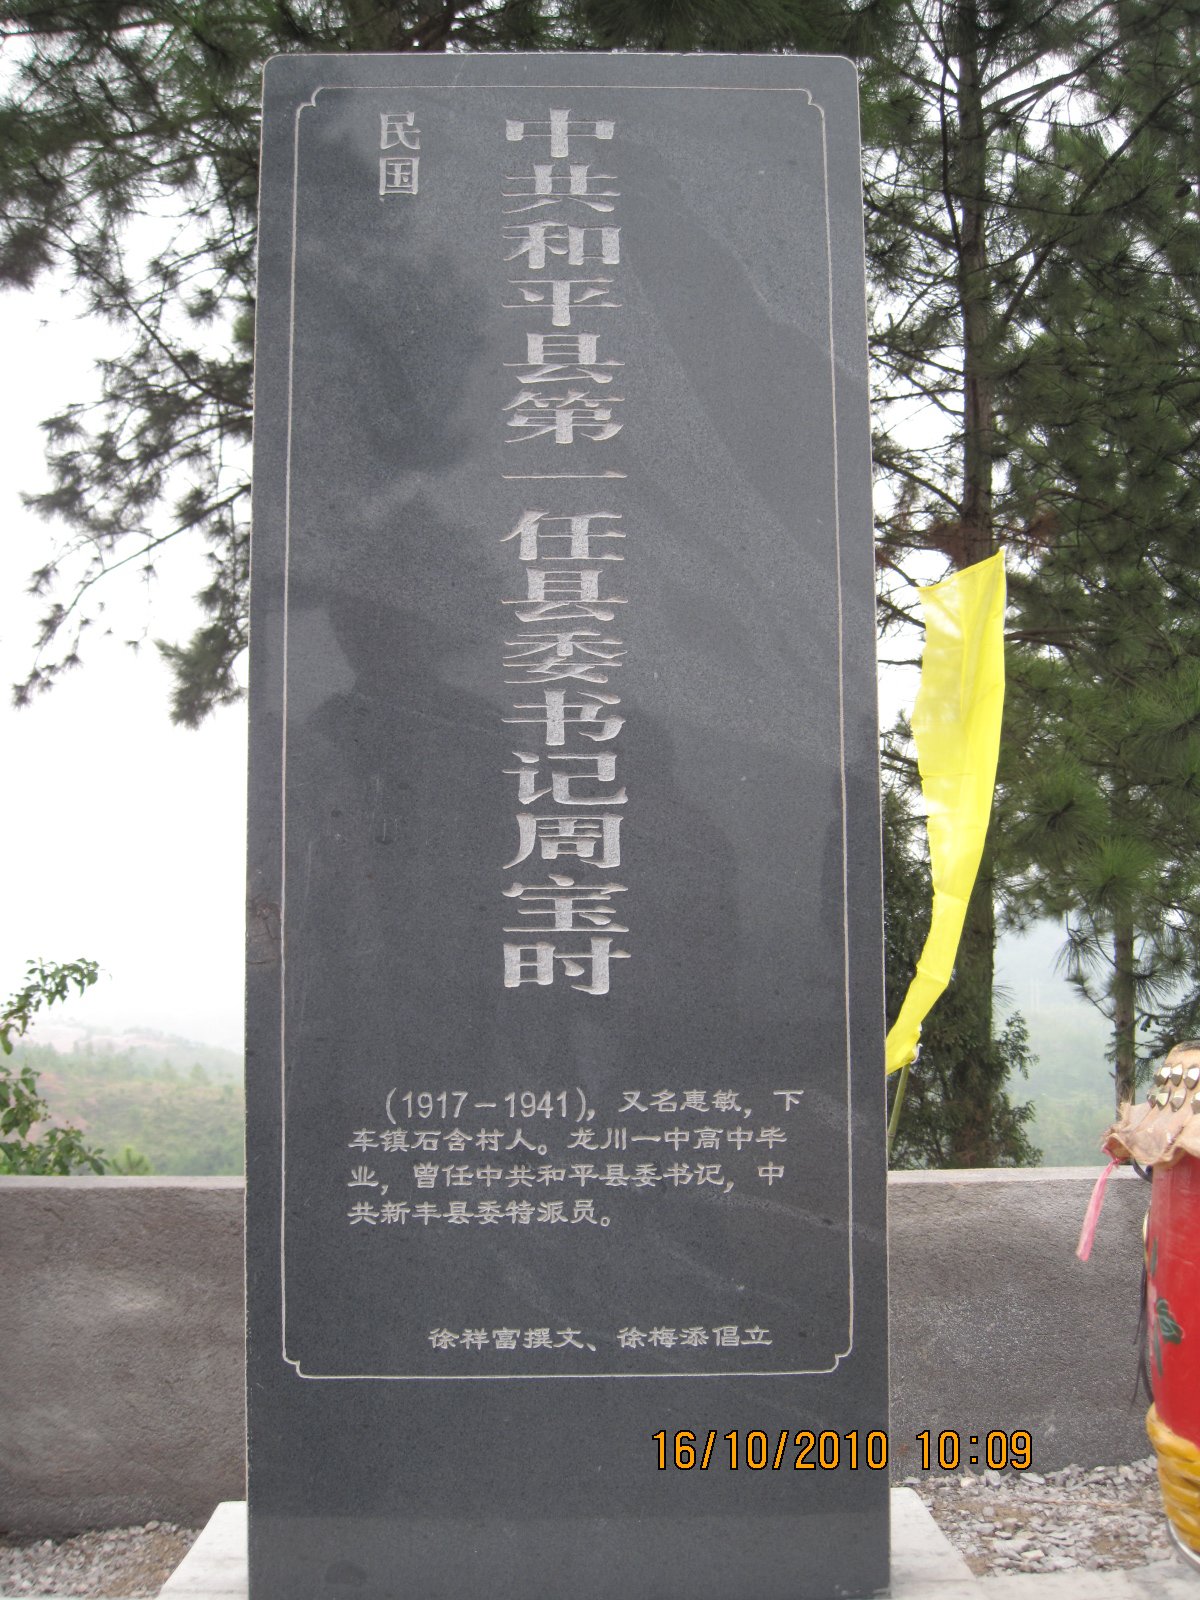 民国
中共和平县第一任县委书记周宝时
(1917-1941)，又名惠敏，下
车镇石含村人。龙川一中高中毕
业，曾任中共和平县委书记，中
共新丰县委特派员。
徐祥富撰文、徐梅添倡立
16/10/2010 10:09